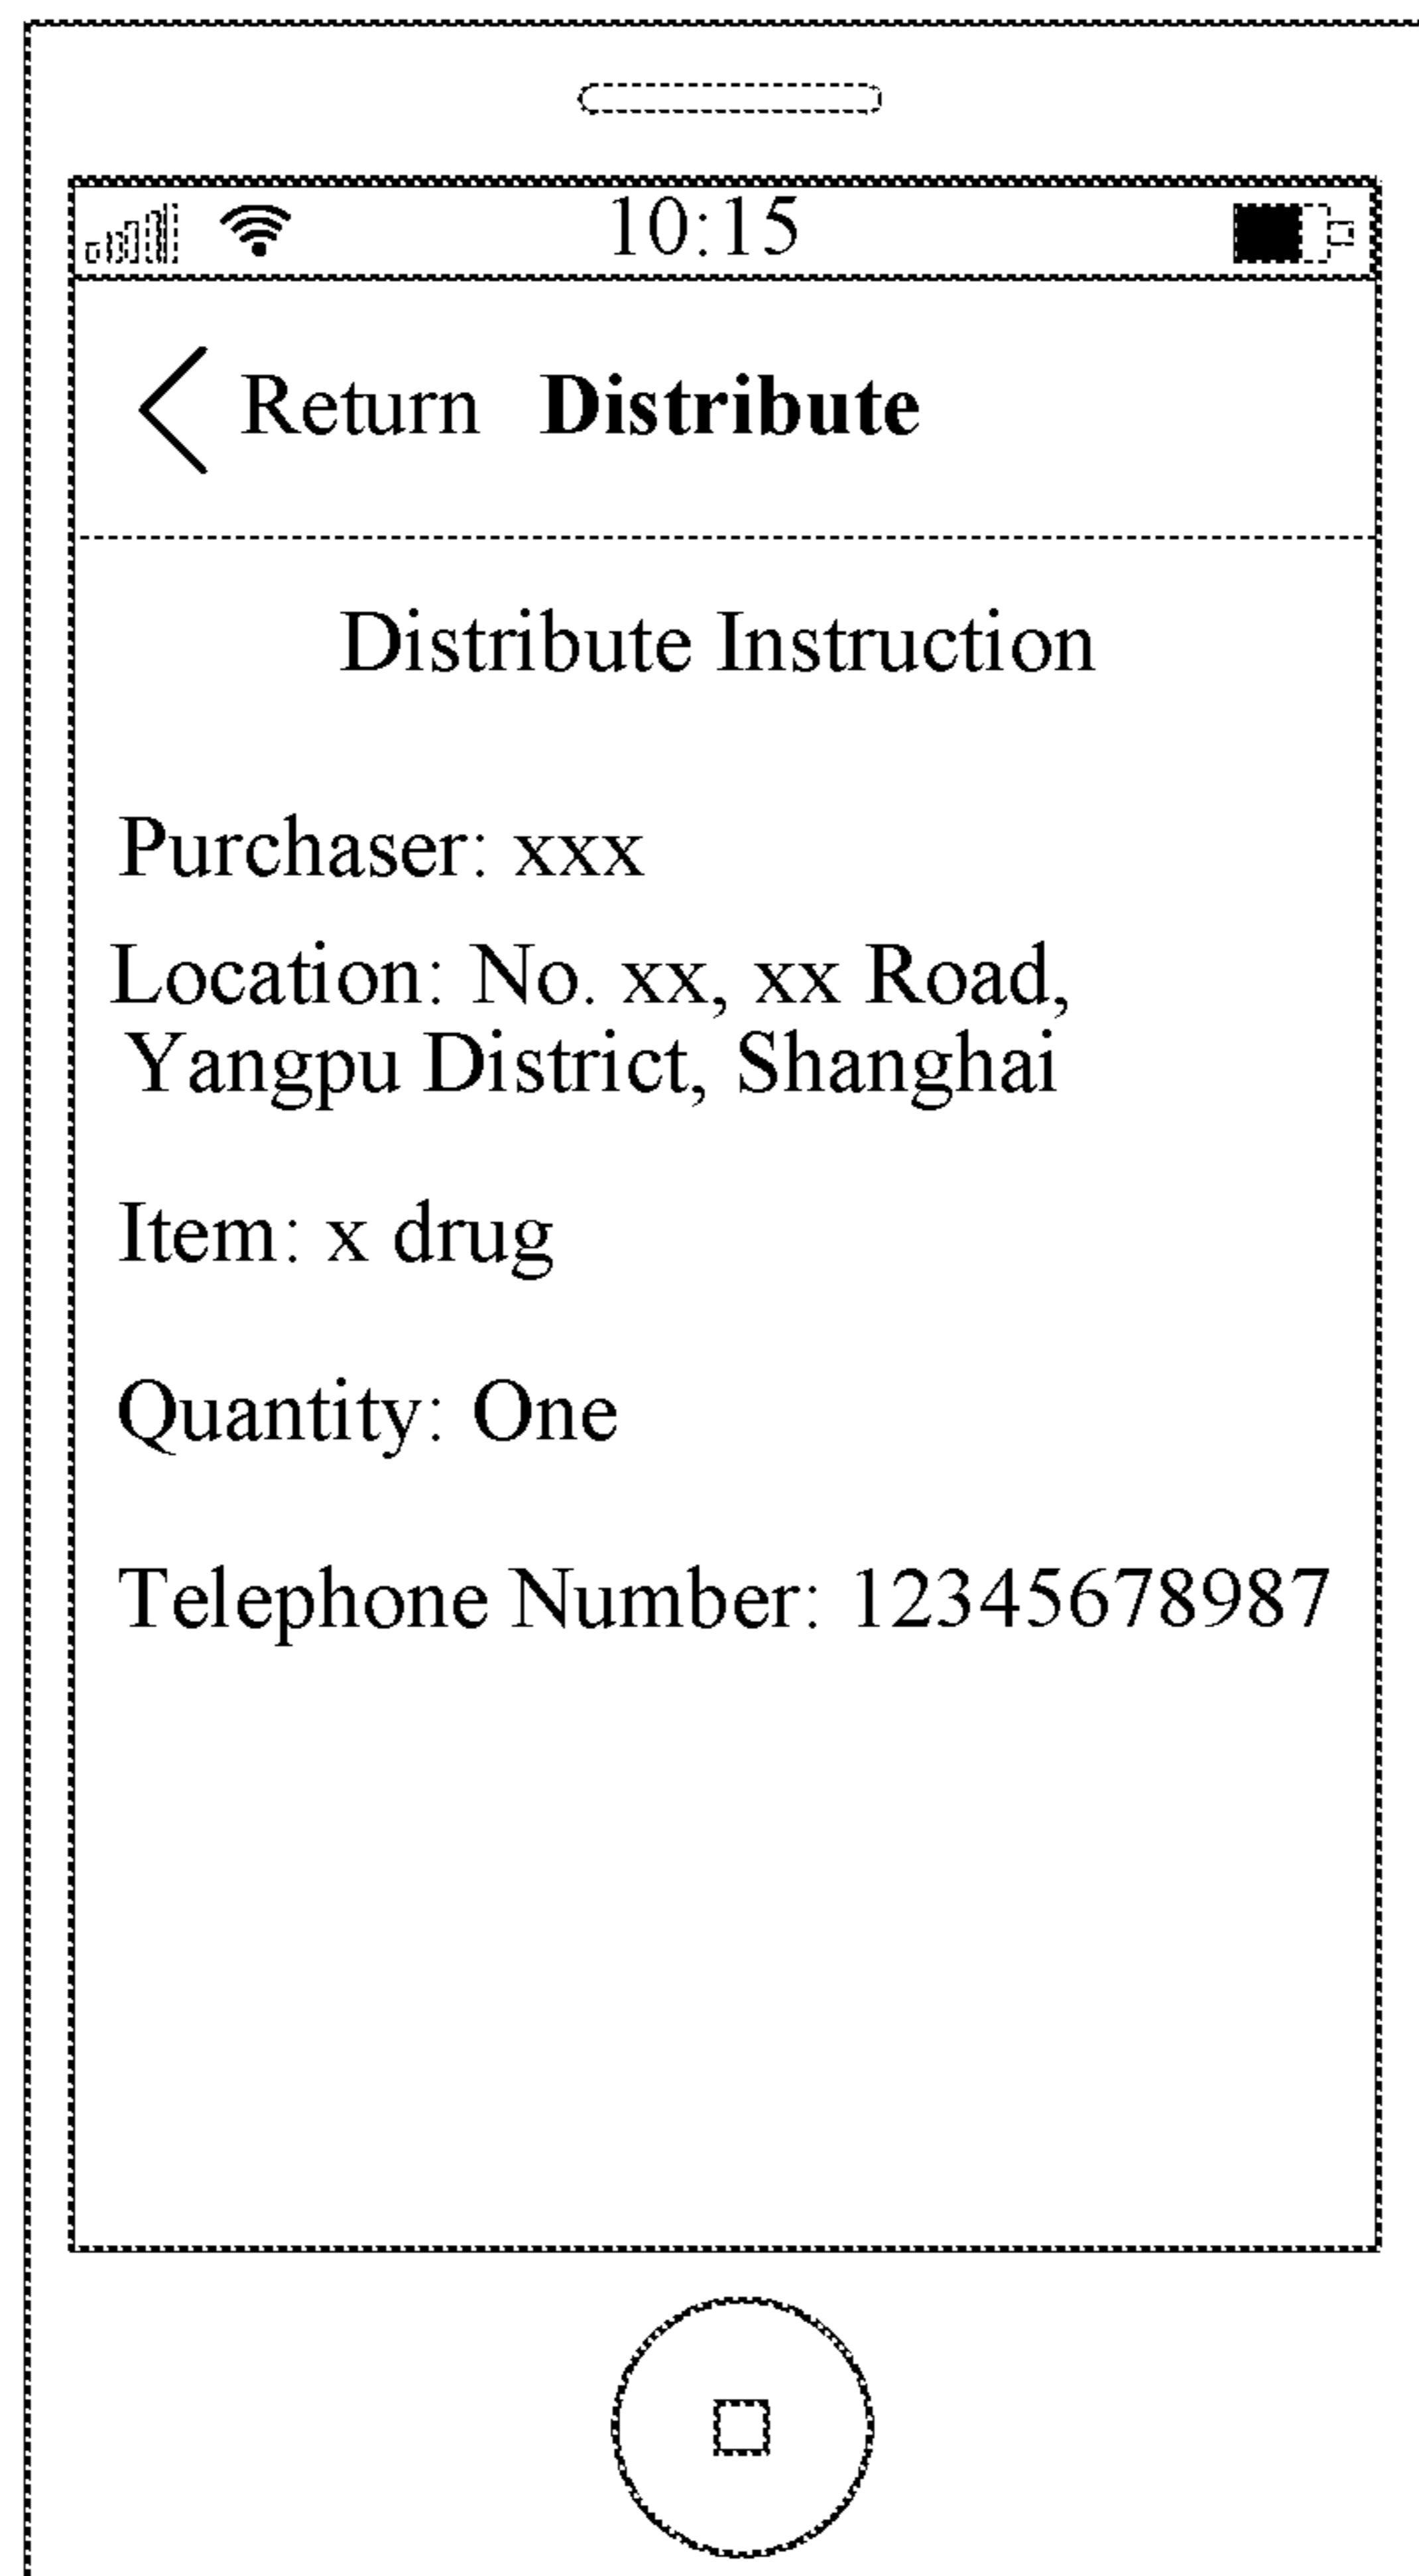 10:15
Return Distribute
Distribute Instruction
Purchaser: xxx
Location: No. xx, xx Road,
Yangpu District, Shanghai
Item: x drug
Quantity: One
Telephone Number: 12345678987